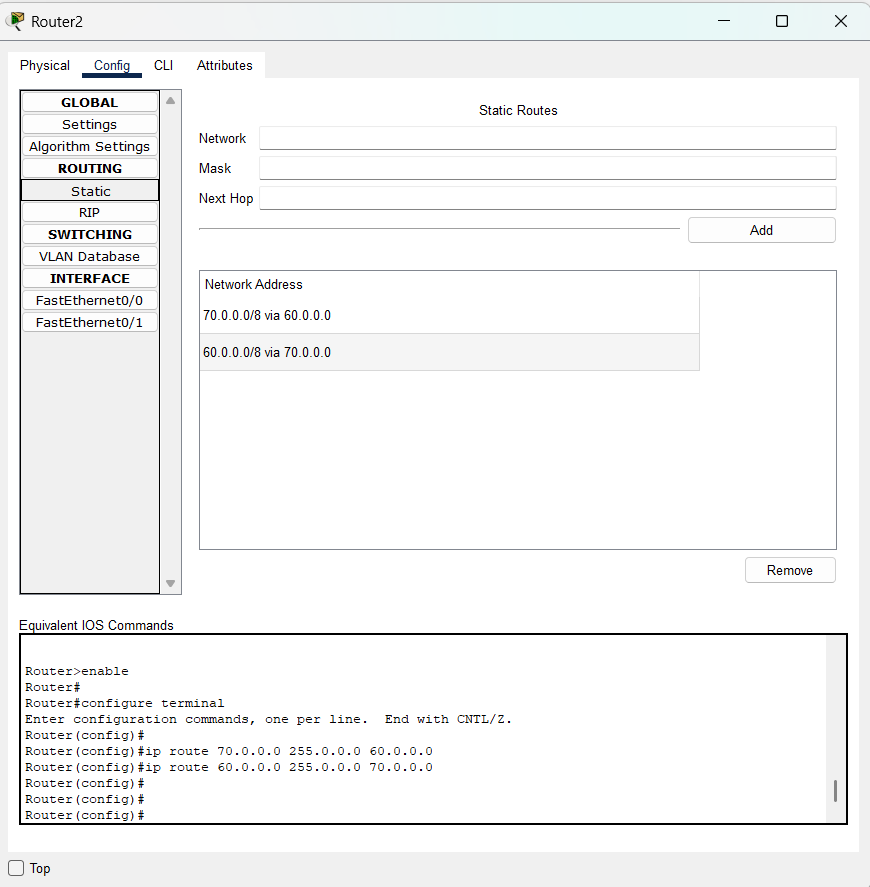 Router2
Physical Config CLI Attributes
GLOBAL
Settings
Algorithm Settings
ROUTING
Static
RIP
SWITCHING
VLAN Database
INTERFACE
FastEthernet0/0
FastEthernet0/1
Static Routes
Network
Mask
Next Hop
Add
Network Address
70.0.0.0/8 via 60.0.0.0
60.0.0.0/8 via 70.0.0.0
Remove
Equivalent IOS Commands
Router>enable
Router#
Router#configure terminal
Enter configuration commands, one per line.  End with CNTL/Z.
Router(config)#
Router(config)#ip route 70.0.0.0 255.0.0.0 60.0.0.0
Router(config)#ip route 60.0.0.0 255.0.0.0 70.0.0.0
Router(config)#
Router(config)#
Router(config)#
Top